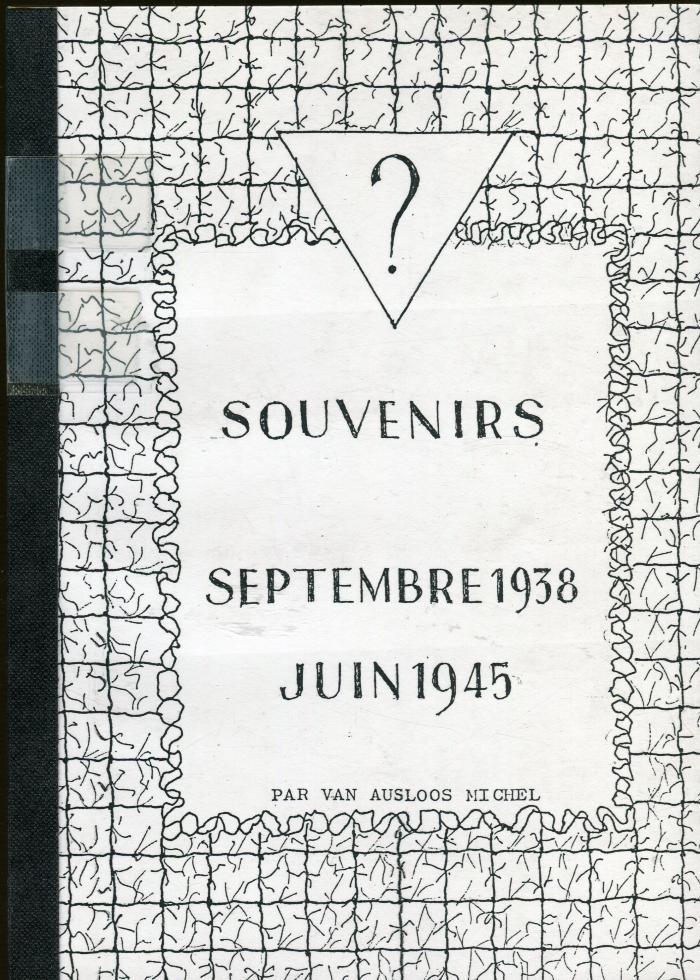 ?
SOUVENIRS
SEPTEMBRE 1938
JUIN 1945
PAR VAN AUSLOOS MICHEL